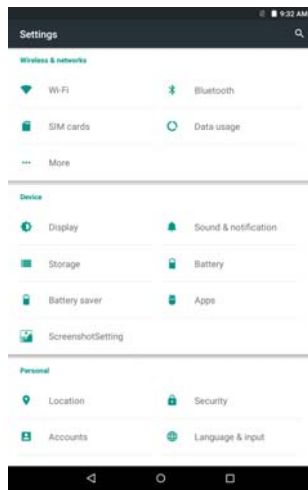 9:32 AM
Settings
Wireless & networks
Wi-Fi
Bluetooth
SIM cards
Data usage
More
Device
Display
Sound & notification
Storage
Battery
Battery saver
Apps
ScreenshotSetting
Personal
Location
Security
Accounts
Language & input